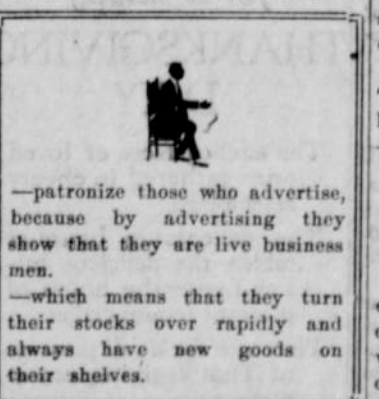 —patronize those who advertise,
because by advertising they
show that they are live business
men.
—which means that they turn
their stocks over rapidly and
always have new goods on
their shelves.